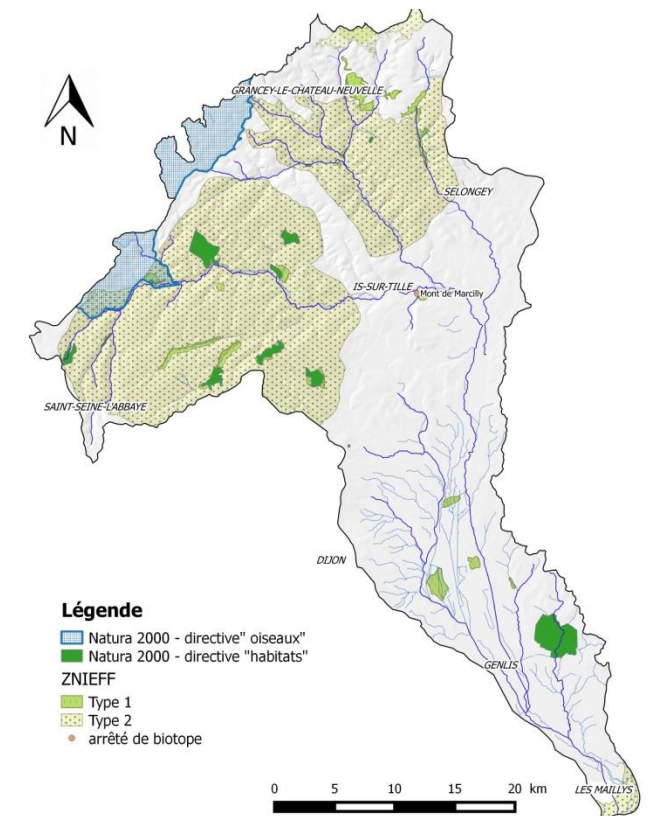 GRANCEY-LE-CHATEAU-NEUVELLE
N
SELONGEY
IS-SUR-TILLE
Mont de Marcilly
SAINT-SEINE-L'ABBAYE
DIJON
Légende
Natura 2000 - directive" oiseaux"
Natura 2000 - directive "habitats"
ZNIEFF
Type 1
Type 2
arrêté de biotope
GENLIS
0 5 10 15 20 km
LES MAILLYS